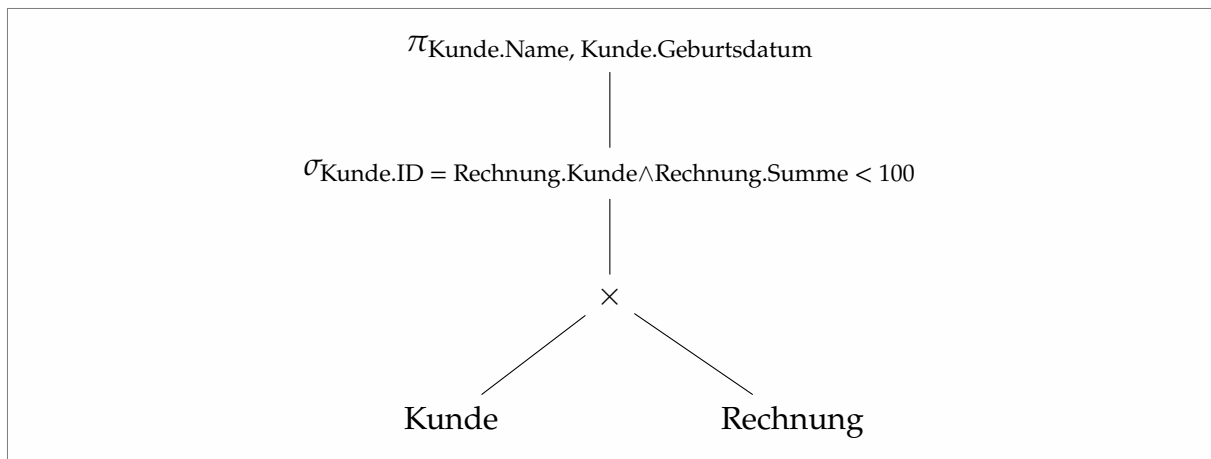 πKunde.Name, Kunde.Geburtsdatum
σKunde.ID = Rechnung.Kunde∧Rechnung.Summe < 100
×
Kunde Rechnung